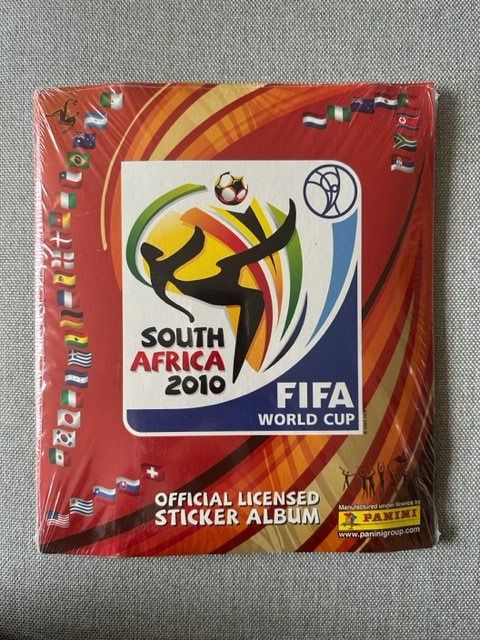 SOUTH
AFRICA
2010
FIFA
WORLD CUP
OFFICIAL LICENSED
STICKER ALBUM
Manufactured under licence by
PANINI
www.paninigroup.com